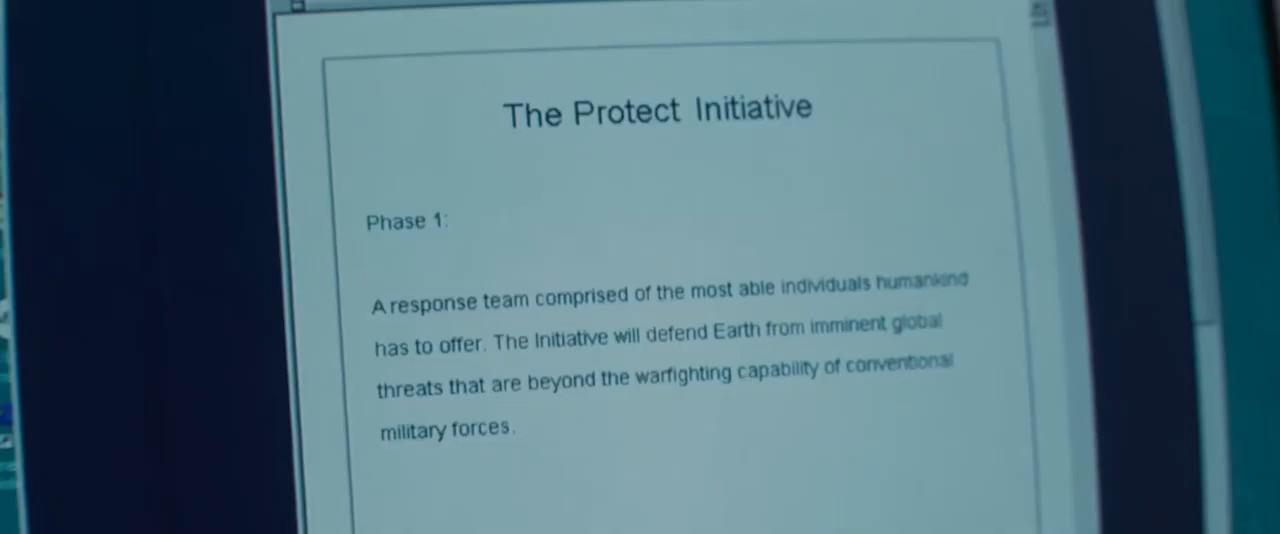 The Protect Initiative
Phase 1:
A response team comprised of the most able individuals humankind
has to offer. The Initiative will defend Earth from imminent global
threats that are beyond the warfighting capability of conventional
military forces.